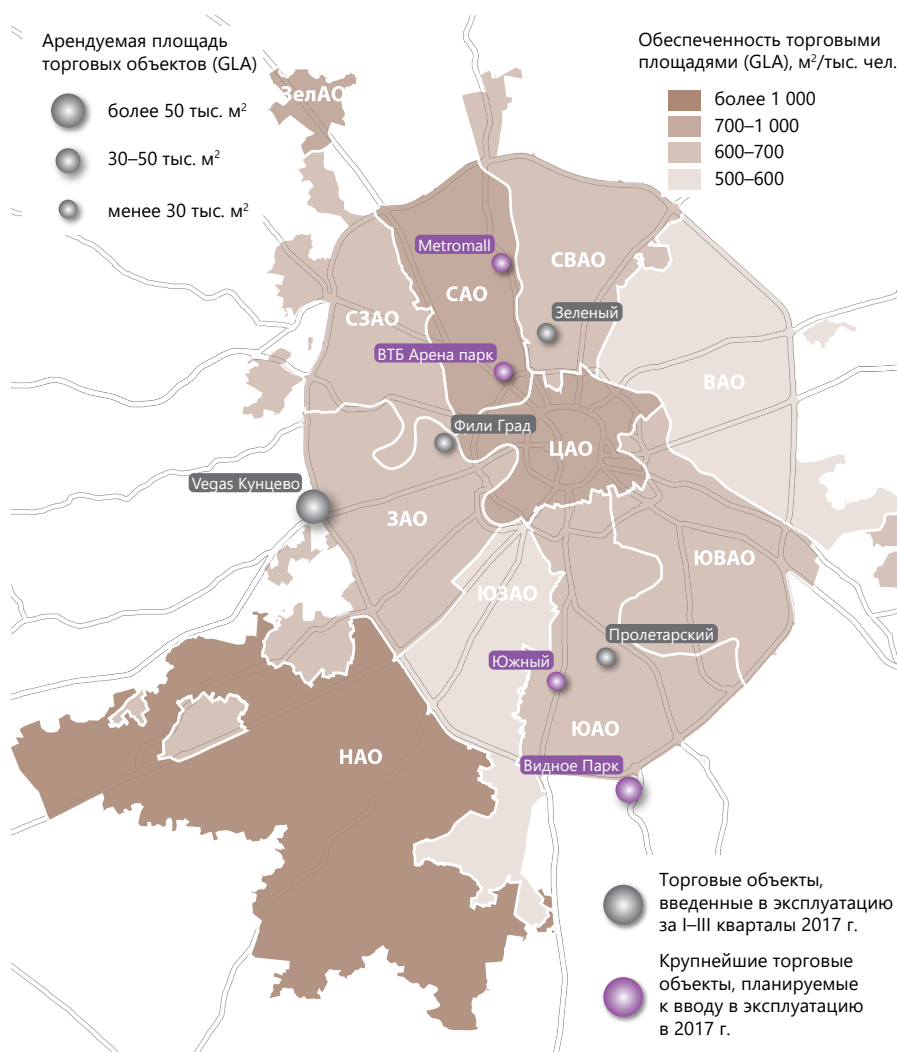 Арендуемая площадь
торговых объектов (GLA)
более 50 тыс. м²
30–50 тыс. м²
менее 30 тыс. м²
Обеспеченность торговыми
площадями (GLA), м²/тыс. чел.
более 1 000
700–1 000
600–700
500–600
ЗелАО
Metromall
СВАО
САО
Зеленый
СЗАО
ВТБ Арена парк
ВАО
Фили Град
ЦАО
Vegas Кунцево
ЗАО
ЮВАО
ЮЗАО
Пролетарский
Южный
ЮАО
НАО
Видное Парк
Торговые объекты,
введенные в эксплуатацию
за I–III кварталы 2017 г.
Крупнейшие торговые
объекты, планируемые
к вводу в эксплуатацию
в 2017 г.